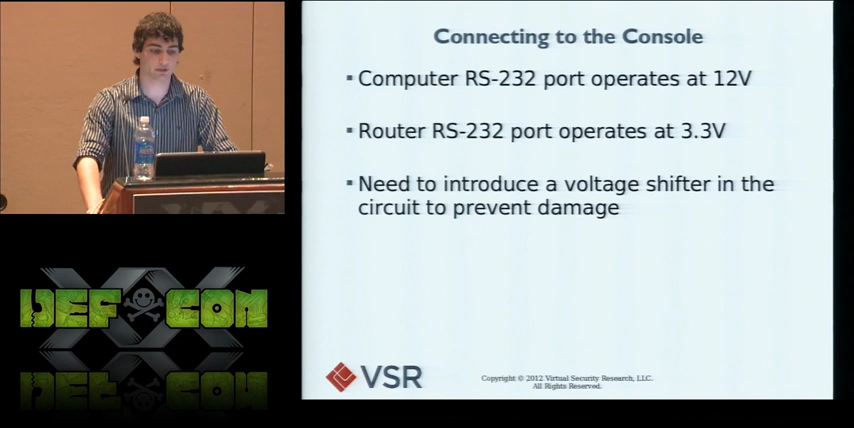 Connecting to the Console
Computer RS-232 port operates at 12V
Router RS-232 port operates at 3.3V
Need to introduce a voltage shifter in the
circuit to prevent damage
VSR
Copyright © 2012 Virtual Security Research, LLC.
All Rights Reserved.
DEF CON
XX